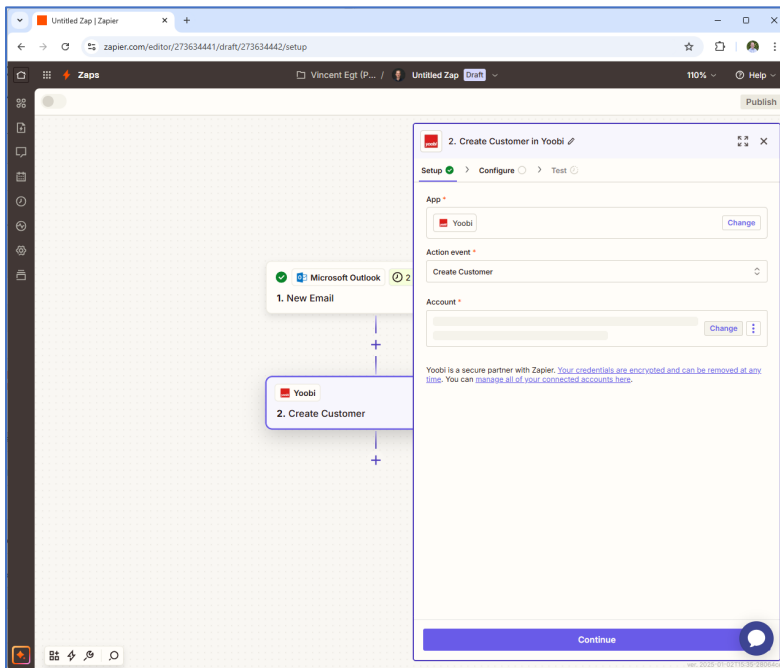 Untitled Zap | Zapier
zapier.com/editor/273634441/draft/273634442/setup
Zaps
Vincent Egt (P... / Untitled Zap Draft
110%
Help
Publish
2. Create Customer in Yoobi
Setup > Configure > Test
App *
Yoobi
Change
Action event *
Create Customer
Account *
Change
Yoobi is a secure partner with Zapier. Your credentials are encrypted and can be removed at any
time. You can manage all of your connected accounts here.
Microsoft Outlook 2
1. New Email
Yoobi
2. Create Customer
Continue